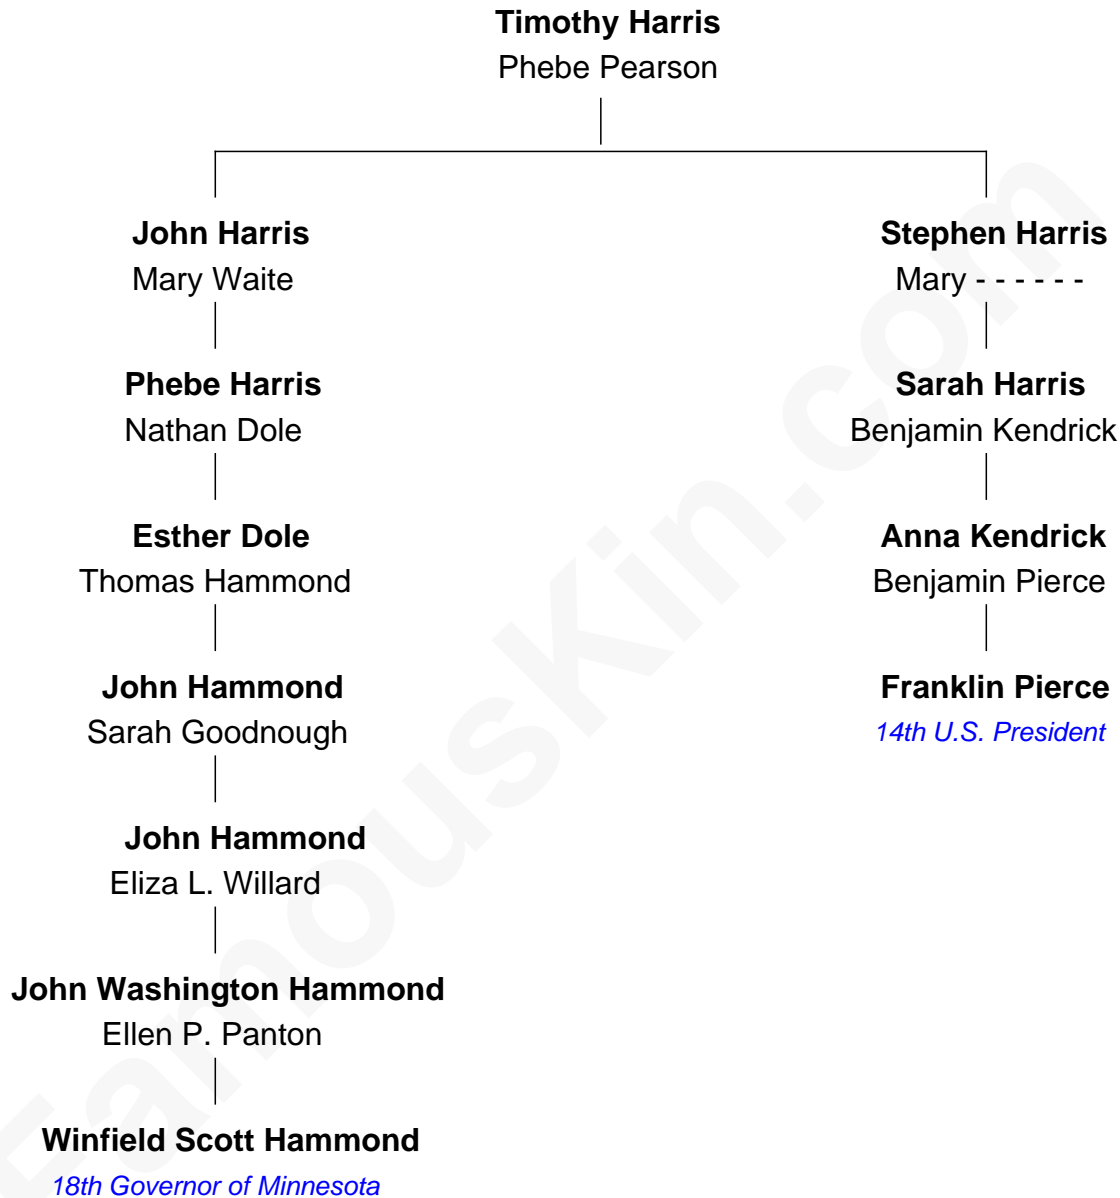 Timothy Harris
Phebe Pearson
John Harris
Mary Waite
Stephen Harris
Mary - - - - - -
Phebe Harris
Nathan Dole
Sarah Harris
Benjamin Kendrick
Esther Dole
Thomas Hammond
Anna Kendrick
Benjamin Pierce
John Hammond
Sarah Goodnough
Franklin Pierce
14th U.S. President
John Hammond
Eliza L. Willard
John Washington Hammond
Ellen P. Panton
Winfield Scott Hammond
18th Governor of Minnesota
FamousKin.com